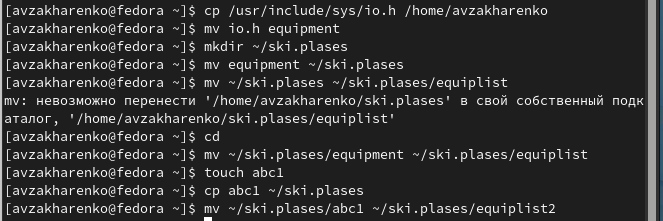 [avzakharenko@fedora ~]$ cp /usr/include/sys/io.h /home/avzakharenko
[avzakharenko@fedora ~]$ mv io.h equipment
[avzakharenko@fedora ~]$ mkdir ~/ski.plases
[avzakharenko@fedora ~]$ mv equipment ~/ski.plases
[avzakharenko@fedora ~]$ mv ~/ski.plases ~/ski.plases/equiplist
mv: невозможно перенести '/home/avzakharenko/ski.plases' в свой собственный подк
аталог, '/home/avzakharenko/ski.plases/equiplist'
[avzakharenko@fedora ~]$ cd
[avzakharenko@fedora ~]$ mv ~/ski.plases/equipment ~/ski.plases/equiplist
[avzakharenko@fedora ~]$ touch abc1
[avzakharenko@fedora ~]$ cp abc1 ~/ski.plases
[avzakharenko@fedora ~]$ mv ~/ski.plases/abc1 ~/ski.plases/equiplist2